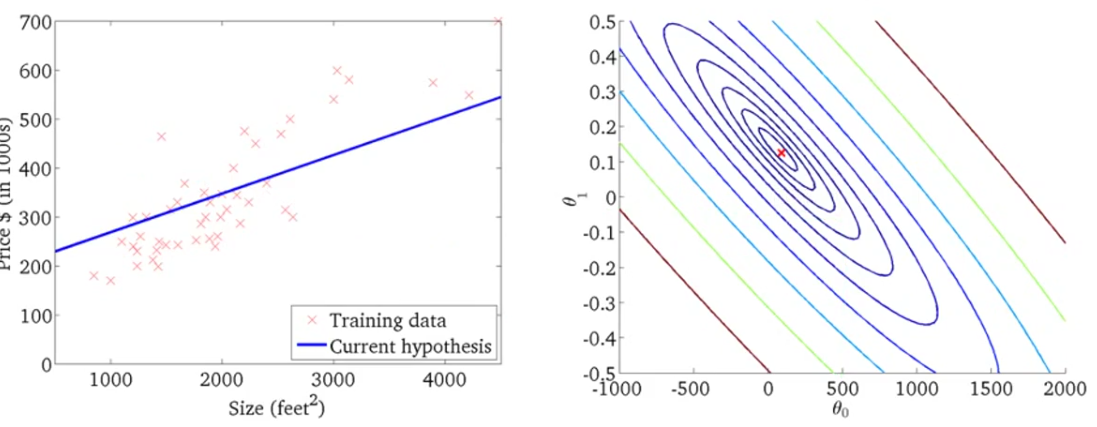 700
600
500
400
300
200
100
0
Price $ (in 1000s)
1000 2000 3000 4000
Size (feet²)
Training data
Current hypothesis
0.5
0.4
0.3
0.2
0.1
0
-0.1
-0.2
-0.3
-0.4
-0.5
θ₁
-1000 -500 0 500 1000 1500 2000
θ₀